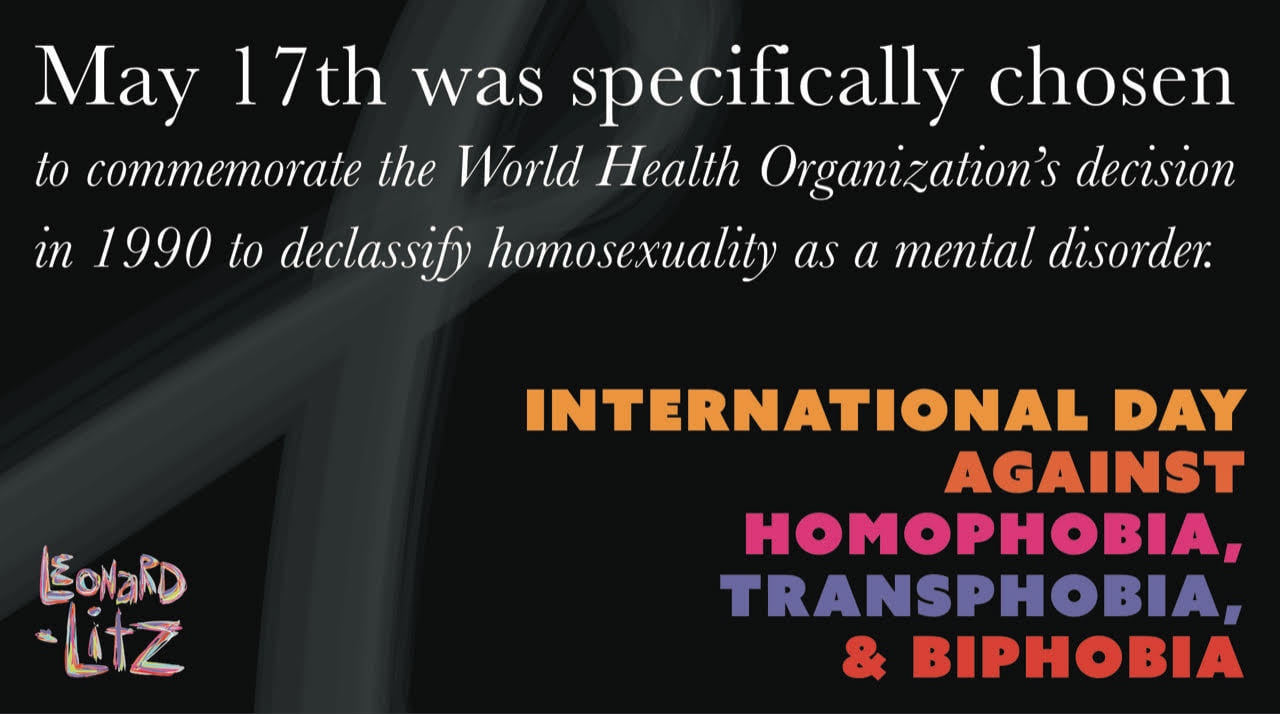 May 17th was specifically chosen
to commemorate the World Health Organization’s decision
in 1990 to declassify homosexuality as a mental disorder.
INTERNATIONAL DAY
AGAINST
HOMOPHOBIA,
TRANSPHOBIA,
& BIPHOBIA
LEONARD
-LitZ